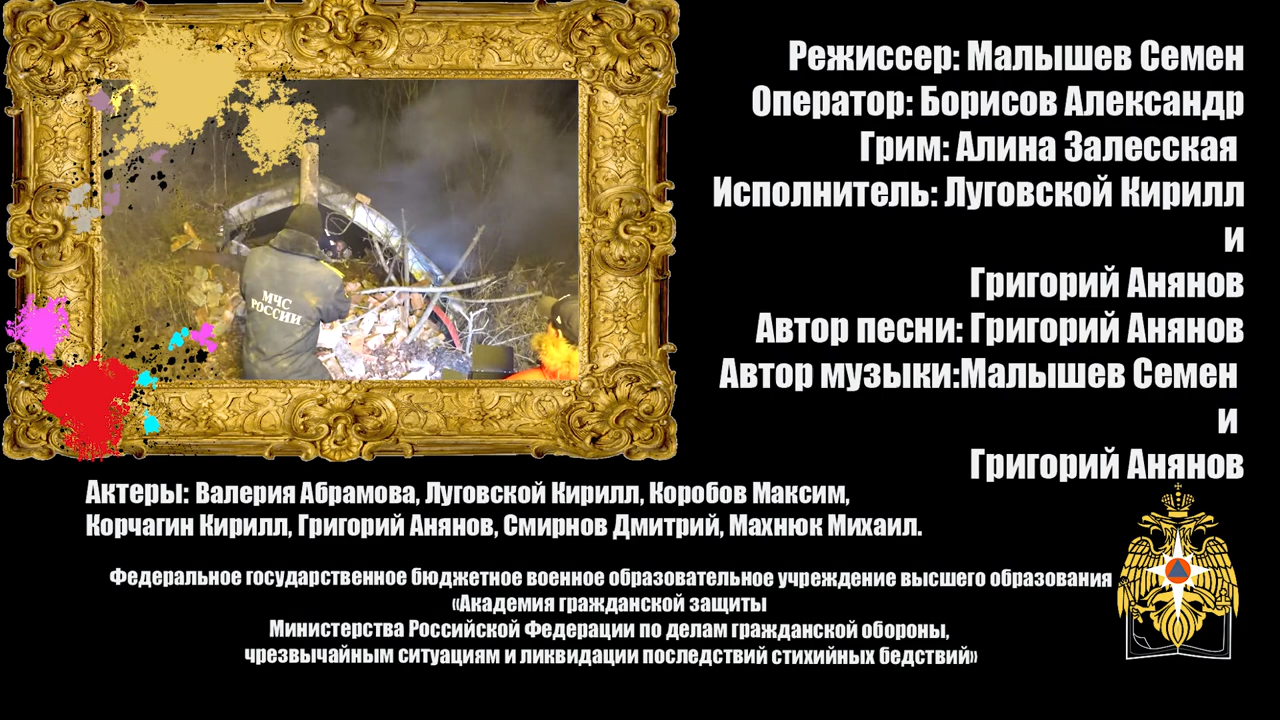 Режиссер: Малышев Семен
Оператор: Борисов Александр
Грим: Алина Залесская
Исполнитель: Луговской Кирилл
и
Григорий Анянов
Автор песни: Григорий Анянов
Автор музыки:Малышев Семен
и
Григорий Анянов
МЧС
РОССИИ
Актеры: Валерия Абрамова, Луговской Кирилл, Коробов Максим,
Корчагин Кирилл, Григорий Анянов, Смирнов Дмитрий, Махнюк Михаил.
Федеральное государственное бюджетное военное образовательное учреждение высшего образования
«Академия гражданской защиты
Министерства Российской Федерации по делам гражданской обороны,
чрезвычайным ситуациям и ликвидации последствий стихийных бедствий»